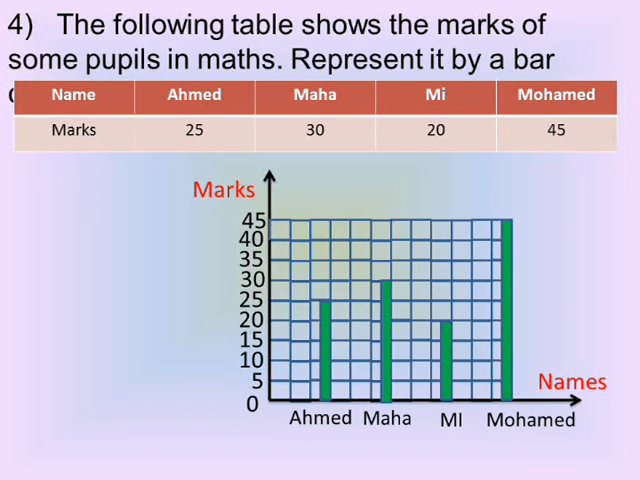 4) The following table shows the marks of
some pupils in maths. Represent it by a bar
Name Ahmed Maha Mi Mohamed
Marks 25 30 20 45
Marks
45
40
35
30
25
20
15
10
5
0
Names
Ahmed Maha MI Mohamed